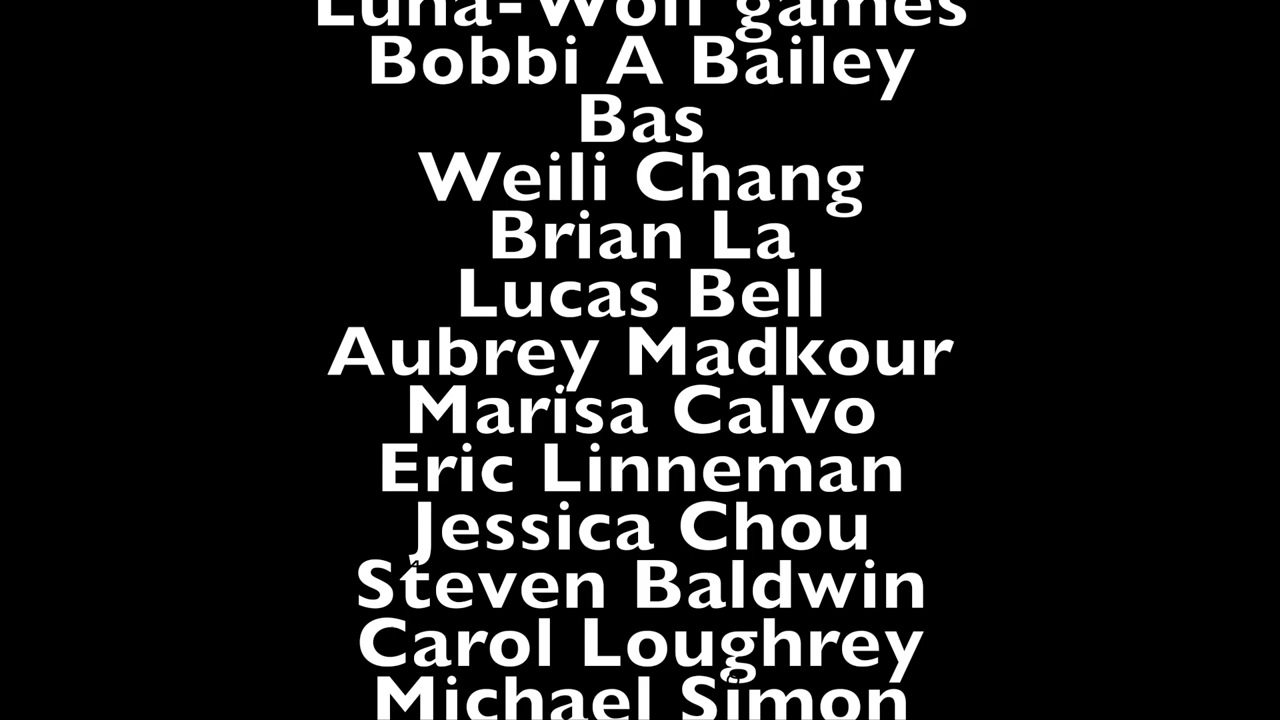 Luna-Wolf games
Bobbi A Bailey
Bas
Weili Chang
Brian La
Lucas Bell
Aubrey Madkour
Marisa Calvo
Eric Linneman
Jessica Chou
Steven Baldwin
Carol Loughrey
Michael Simon